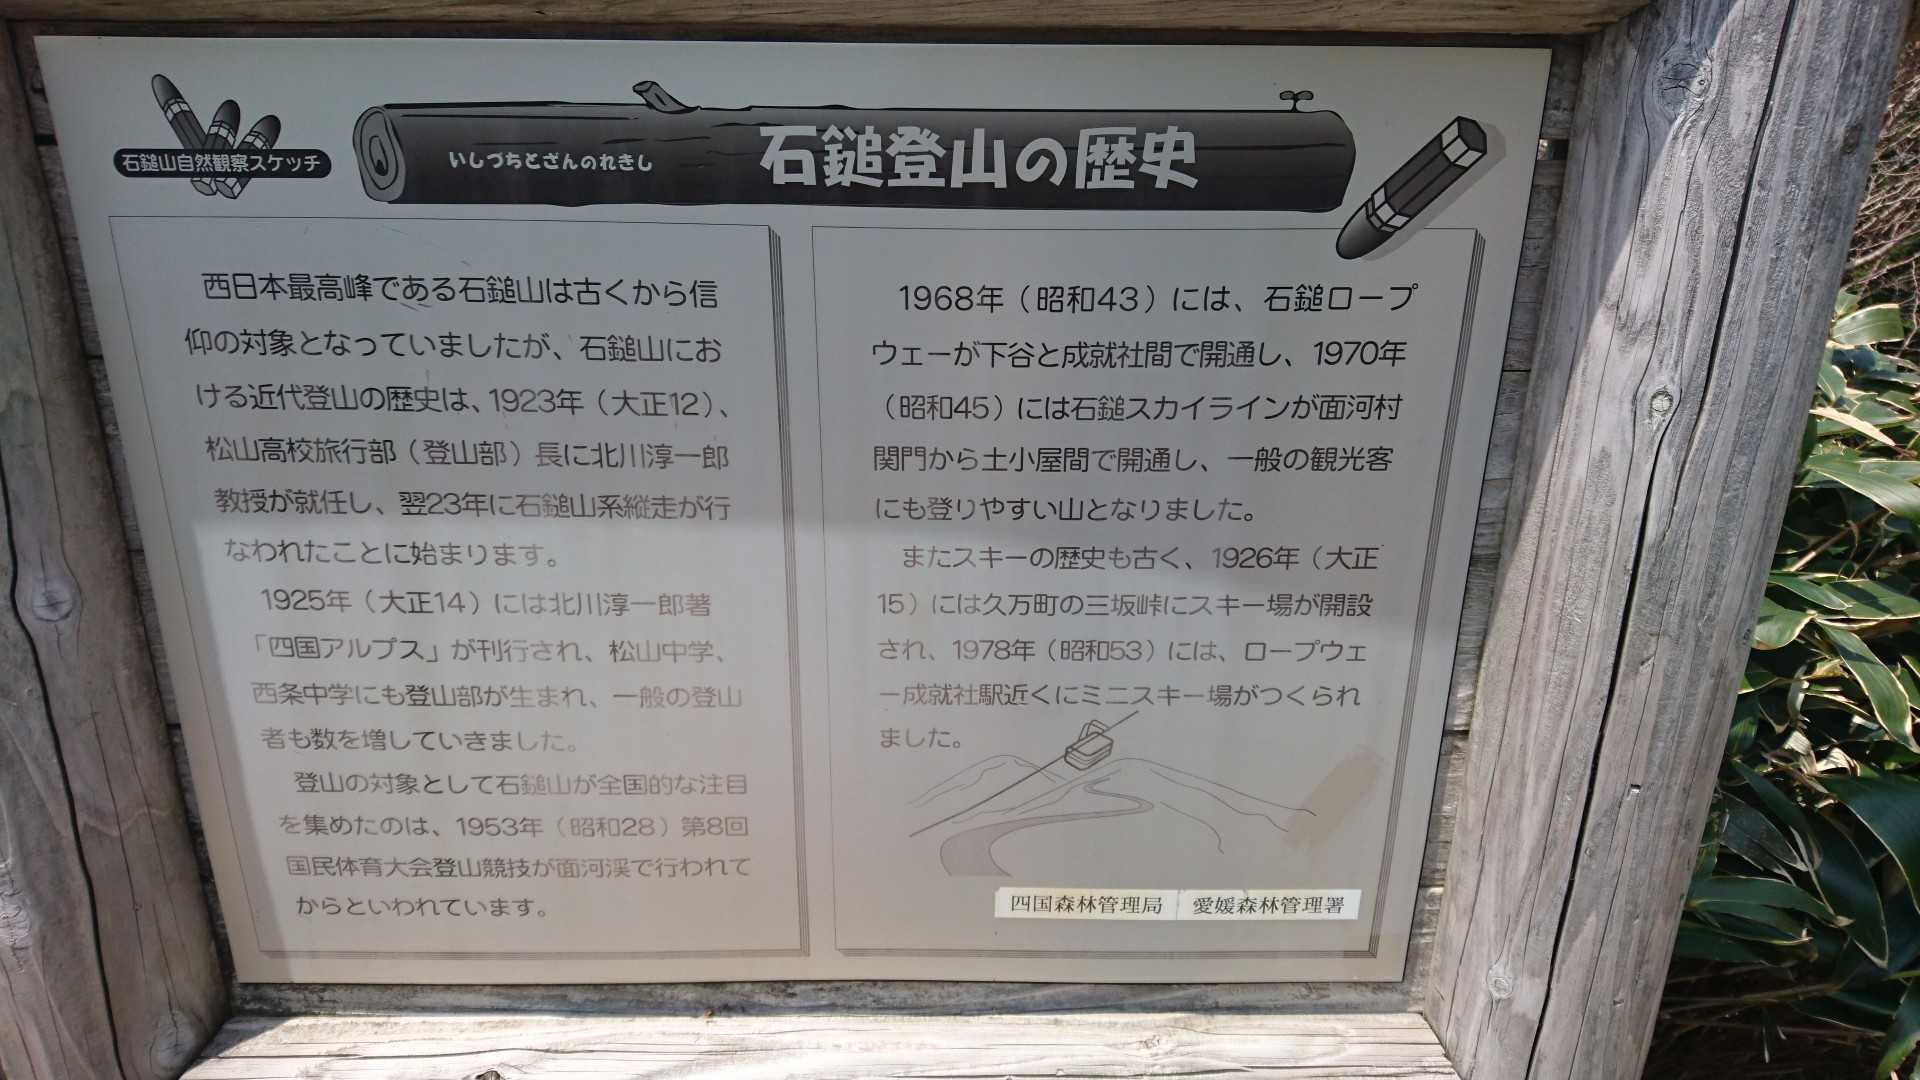 石鎚山自然観察スケッチ
いしづちとざんのれきし
石鎚登山の歴史
西日本最高峰である石鎚山は古くから信
仰の対象となっていましたが、石鎚山にお
ける近代登山の歴史は、1923年（大正12）、
松山高校旅行部（登山部）長に北川淳一郎
教授が就任し、翌23年に石鎚山系縦走が行
なわれたことに始まります。
1925年（大正14）には北川淳一郎著
「四国アルプス」が刊行され、松山中学、
西条中学にも登山部が生まれ、一般の登山
者も数を増していきました。
登山の対象として石鎚山が全国的な注目
を集めたのは、1953年（昭和28）第8回
国民体育大会登山競技が面河渓で行われて
からといわれています。
1968年（昭和43）には、石鎚ロープ
ウェーが下谷と成就社間で開通し、1970年
（昭和45）には石鎚スカイラインが面河村
関門から土小屋間で開通し、一般の観光客
にも登りやすい山となりました。
またスキーの歴史も古く、1926年（大正
15）には久万町の三坂峠にスキー場が開設
され、1978年（昭和53）には、ロープウェ
ー成就社駅近くにミニスキー場がつくられ
ました。
四国森林管理局 愛媛森林管理署